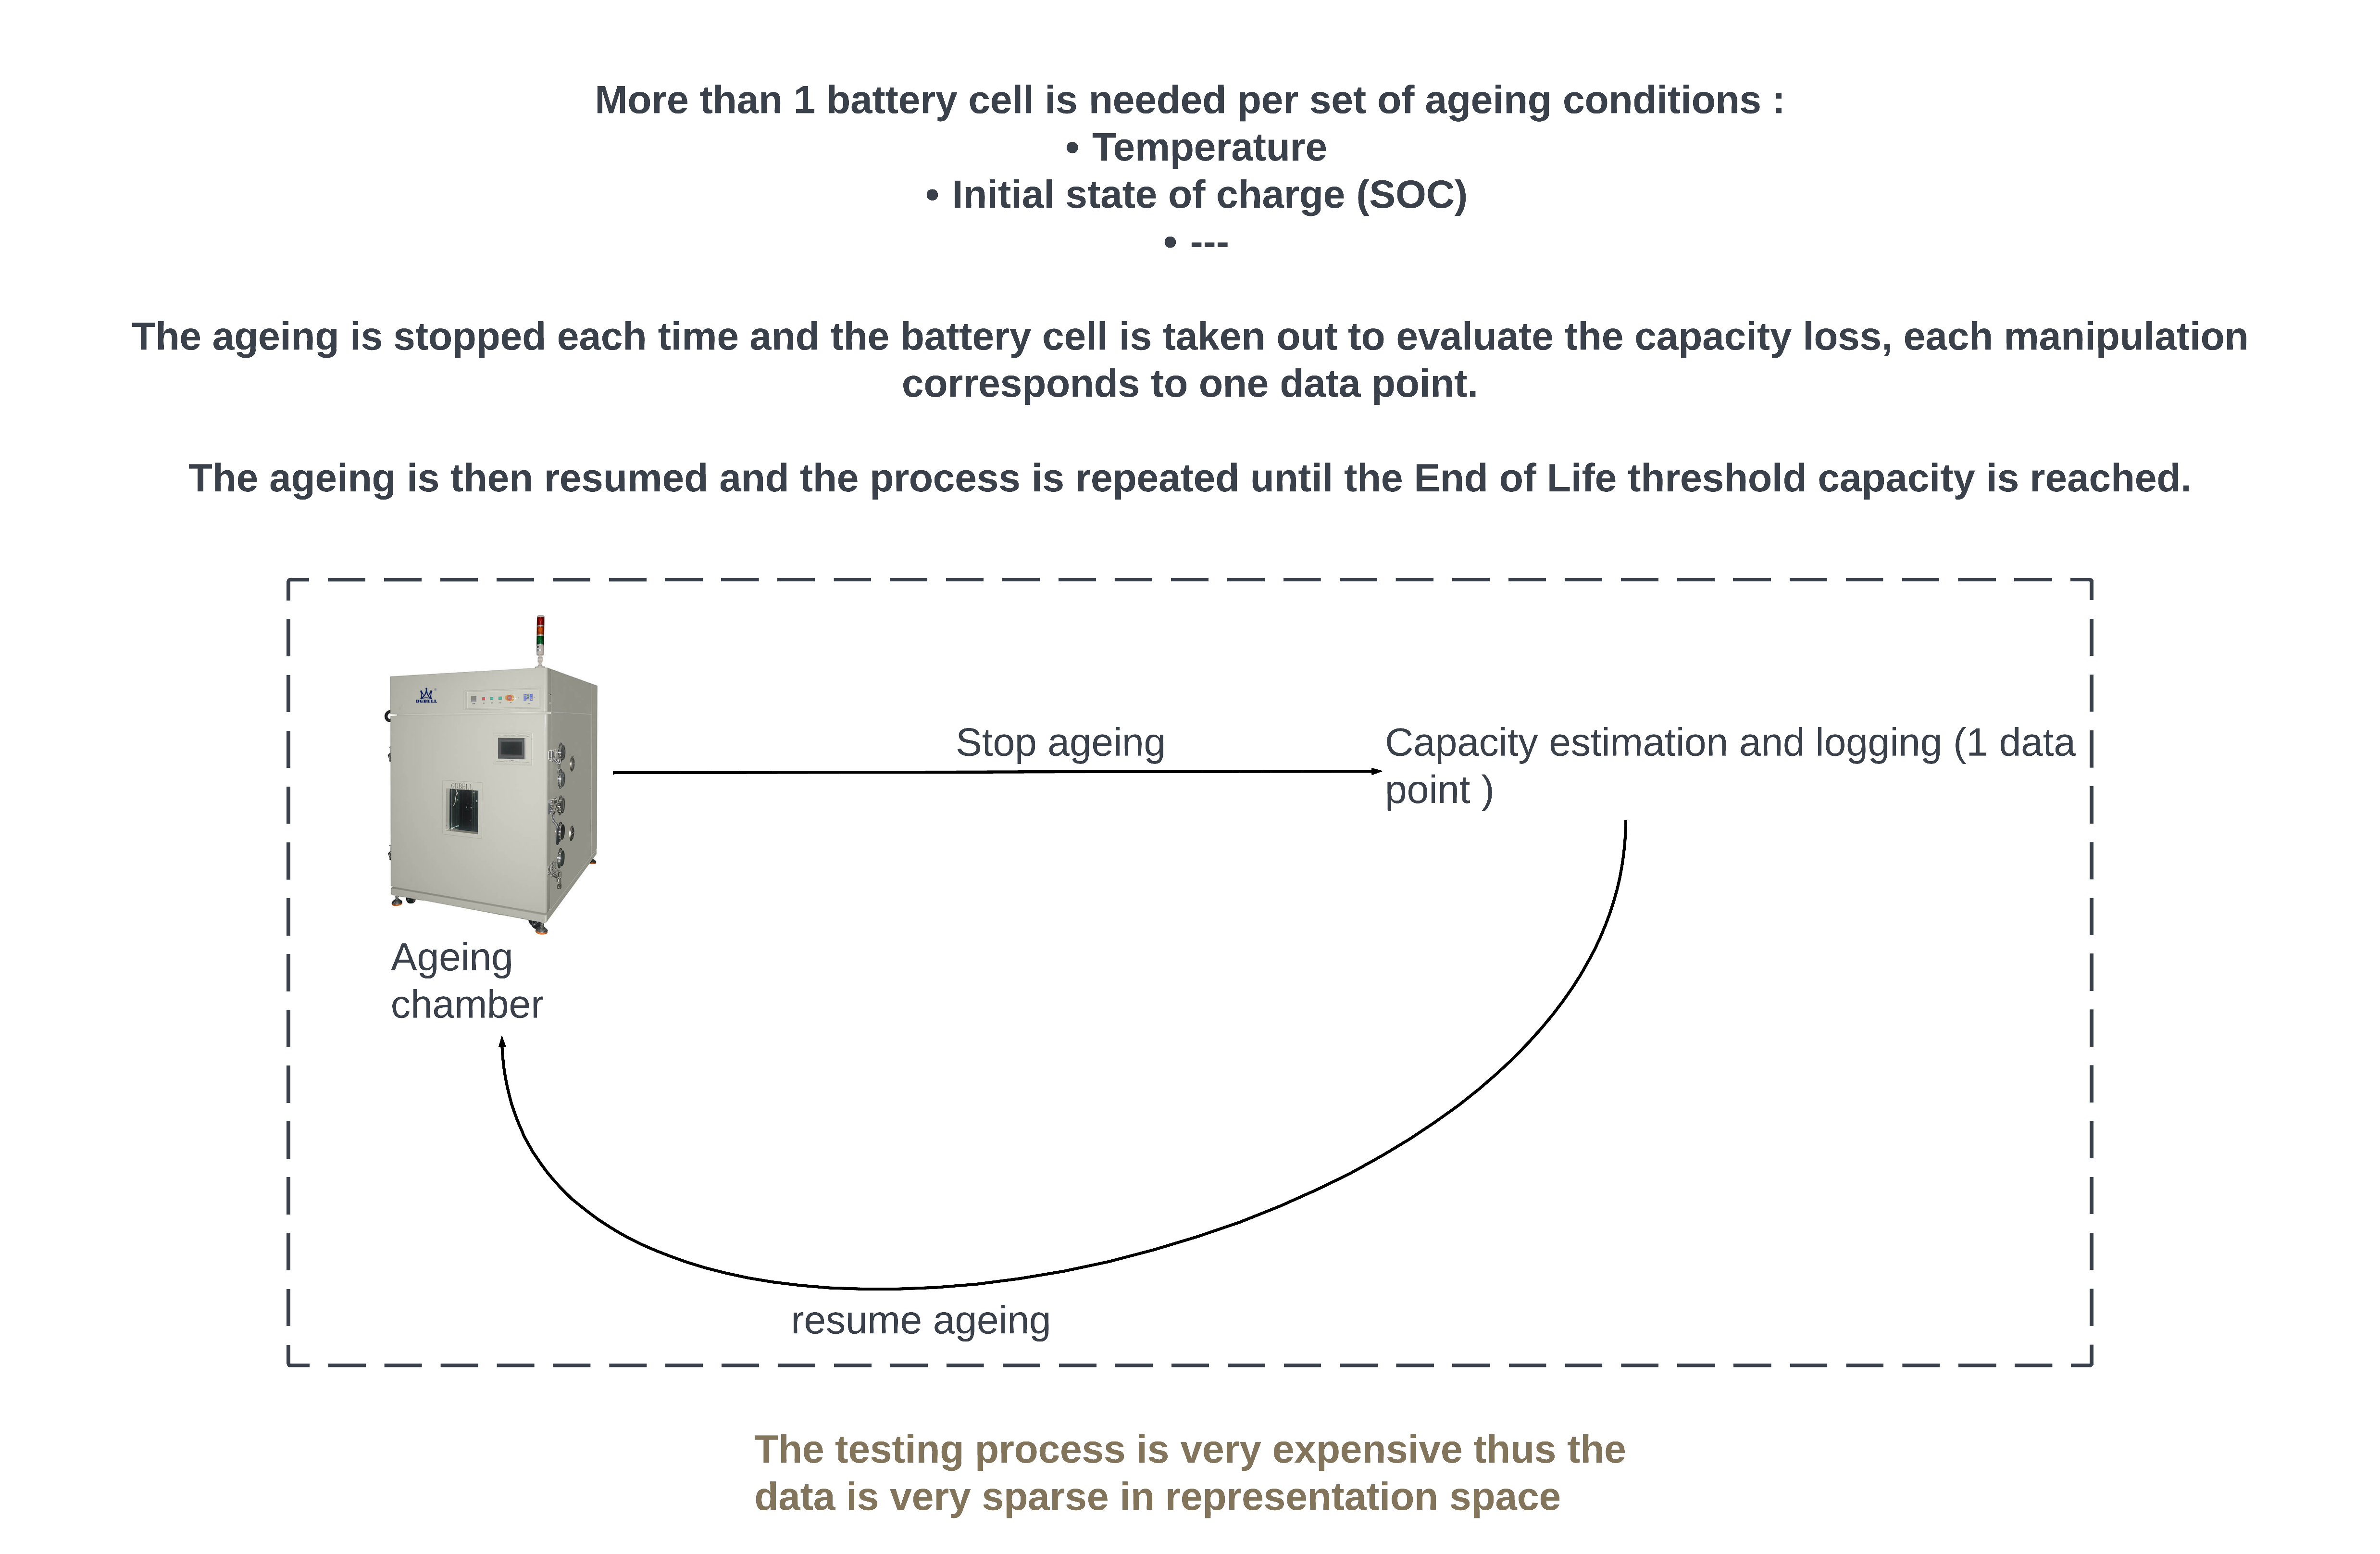 More than 1 battery cell is needed per set of ageing conditions :
• Temperature
• Initial state of charge (SOC)
• ---
The ageing is stopped each time and the battery cell is taken out to evaluate the capacity loss, each manipulation
corresponds to one data point.
The ageing is then resumed and the process is repeated until the End of Life threshold capacity is reached.
DGBELL
Stop ageing
Capacity estimation and logging (1 data
point )
Ageing
chamber
resume ageing
The testing process is very expensive thus the
data is very sparse in representation space